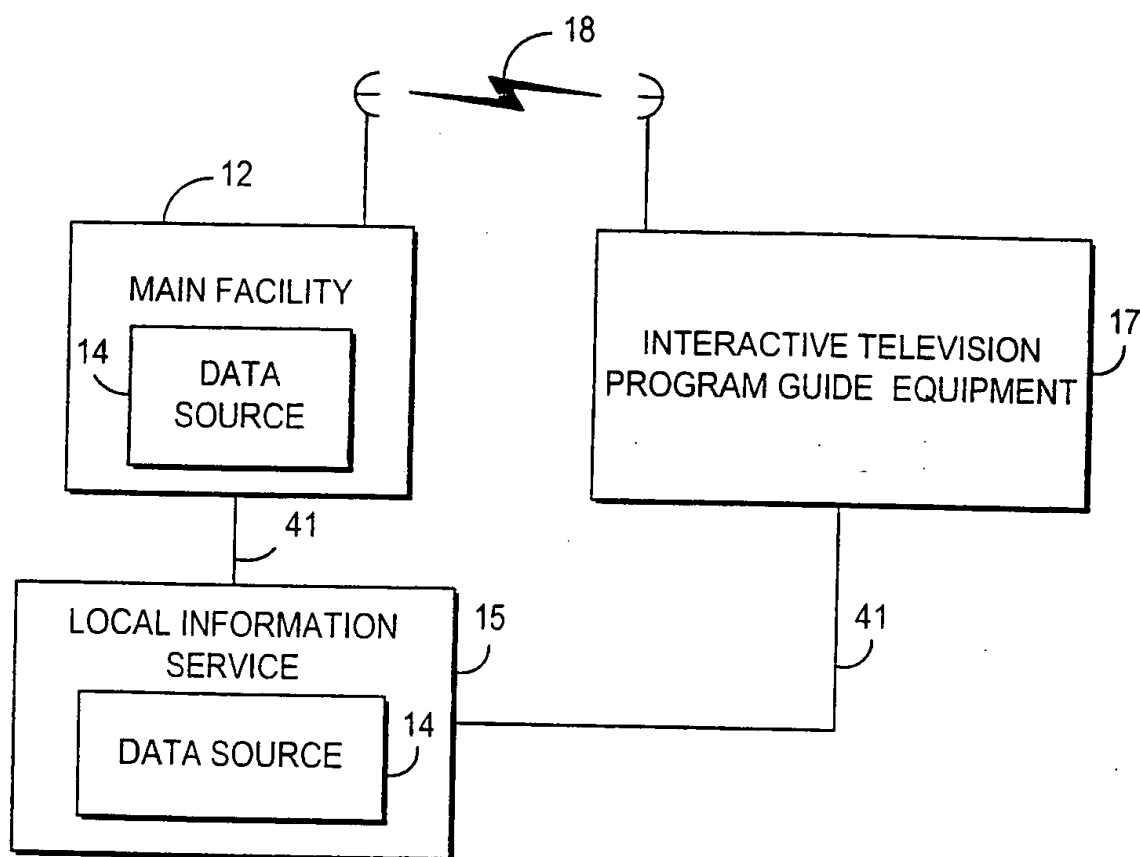 18
12
MAIN FACILITY
14
DATA
SOURCE
INTERACTIVE TELEVISION
PROGRAM GUIDE EQUIPMENT
17
41
LOCAL INFORMATION
SERVICE
15
41
DATA SOURCE
14